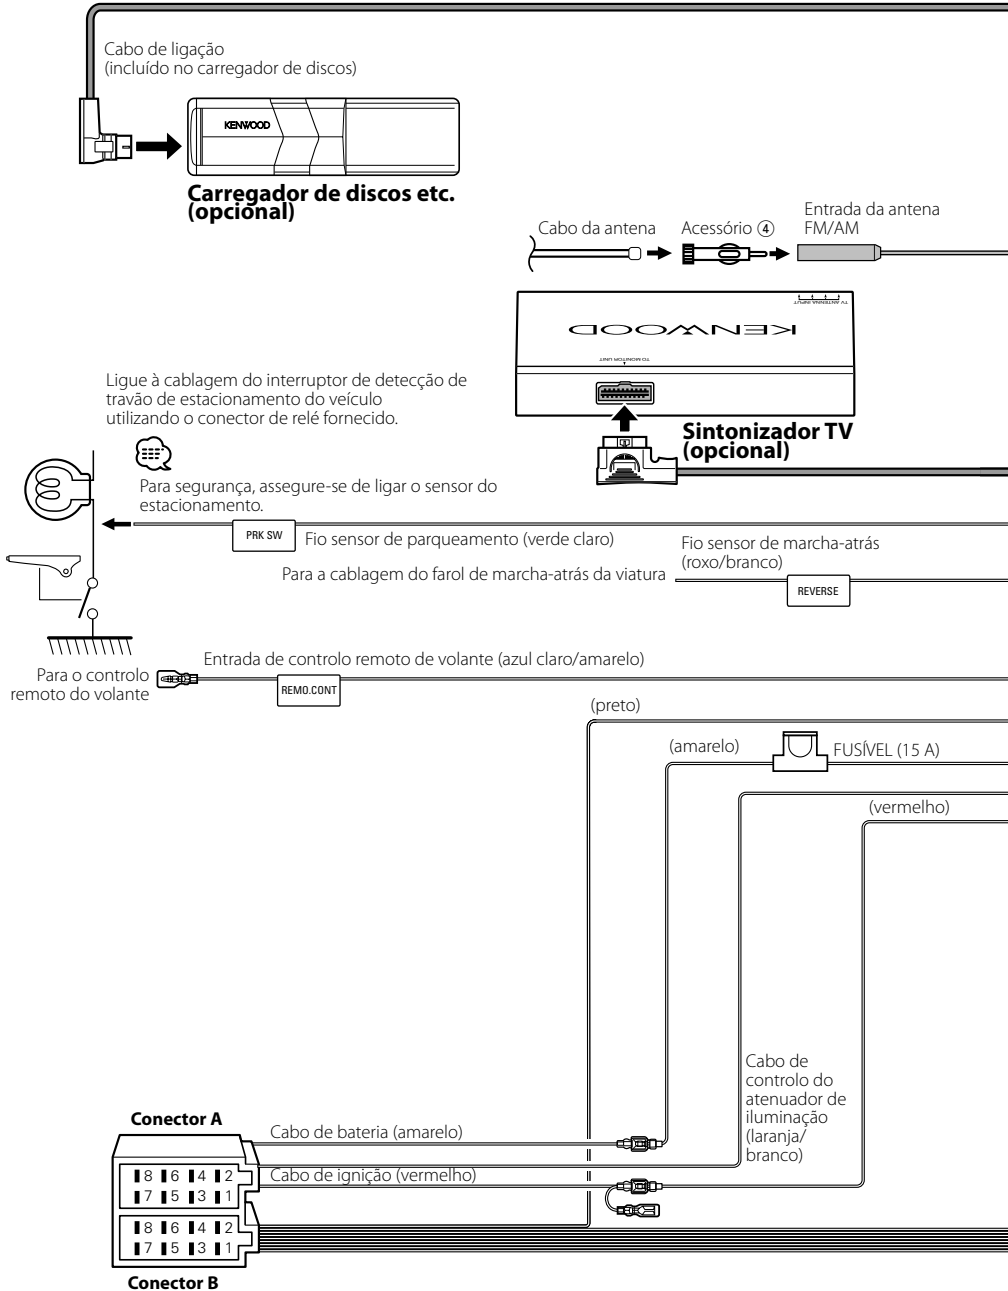 Cabo de ligação
(incluído no carregador de discos)
KENWOOD
Carregador de discos etc.
(opcional)
Cabo da antena
Acessório ④
Entrada da antena
FM/AM
TV ANTENNA INPUT
KENWOOD
TO MONITOR UNIT
Sintonizador TV
(opcional)
Ligue à cablagem do interruptor de detecção de
travão de estacionamento do veículo
utilizando o conector de relé fornecido.
Para segurança, assegure-se de ligar o sensor do
estacionamento.
PRK SW
Fio sensor de parqueamento (verde claro)
Fio sensor de marcha-atrás
(roxo/branco)
Para a cablagem do farol de marcha-atrás da viatura
REVERSE
Entrada de controlo remoto de volante (azul claro/amarelo)
Para o controlo
remoto do volante
REMO.CONT
(preto)
(amarelo)
FUSÍVEL (15 A)
(vermelho)
Cabo de
controlo do
atenuador de
iluminação
(laranja/
branco)
Conector A
Cabo de bateria (amarelo)
Cabo de ignição (vermelho)
8 6 4 2
7 5 3 1
8 6 4 2
7 5 3 1
Conector B